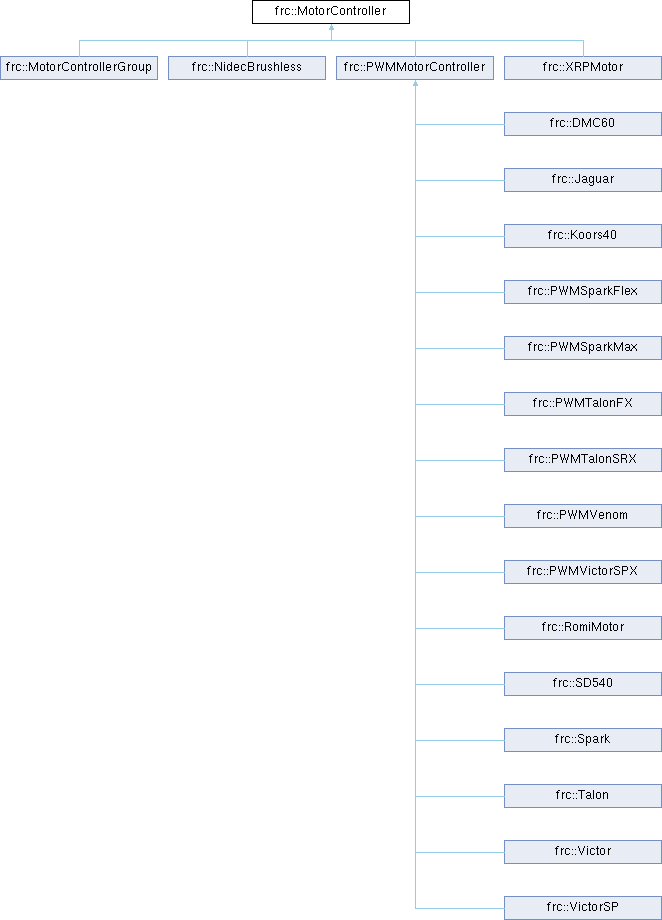 frc::MotorController
frc::MotorControllerGroup
frc::NidecBrushless
frc::PWMMotorController
frc::XRPMotor
frc::DMC60
frc::Jaguar
frc::Koors40
frc::PWMSparkFlex
frc::PWMSparkMax
frc::PWMTalonFX
frc::PWMTalonSRX
frc::PWMVenom
frc::PWMVictorSPX
frc::RomiMotor
frc::SD540
frc::Spark
frc::Talon
frc::Victor
frc::VictorSP